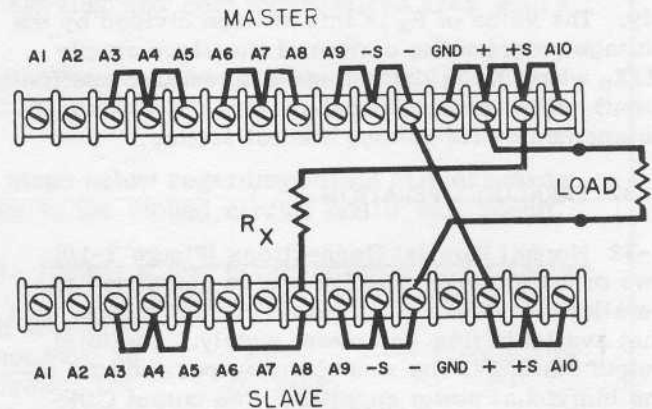 MASTER
A1 A2 A3 A4 A5 A6 A7 A8 A9 -S GND + +S A10
LOAD
RX
A1 A2 A3 A4 A5 A6 A7 A8 A9 -S - + +S A10
SLAVE